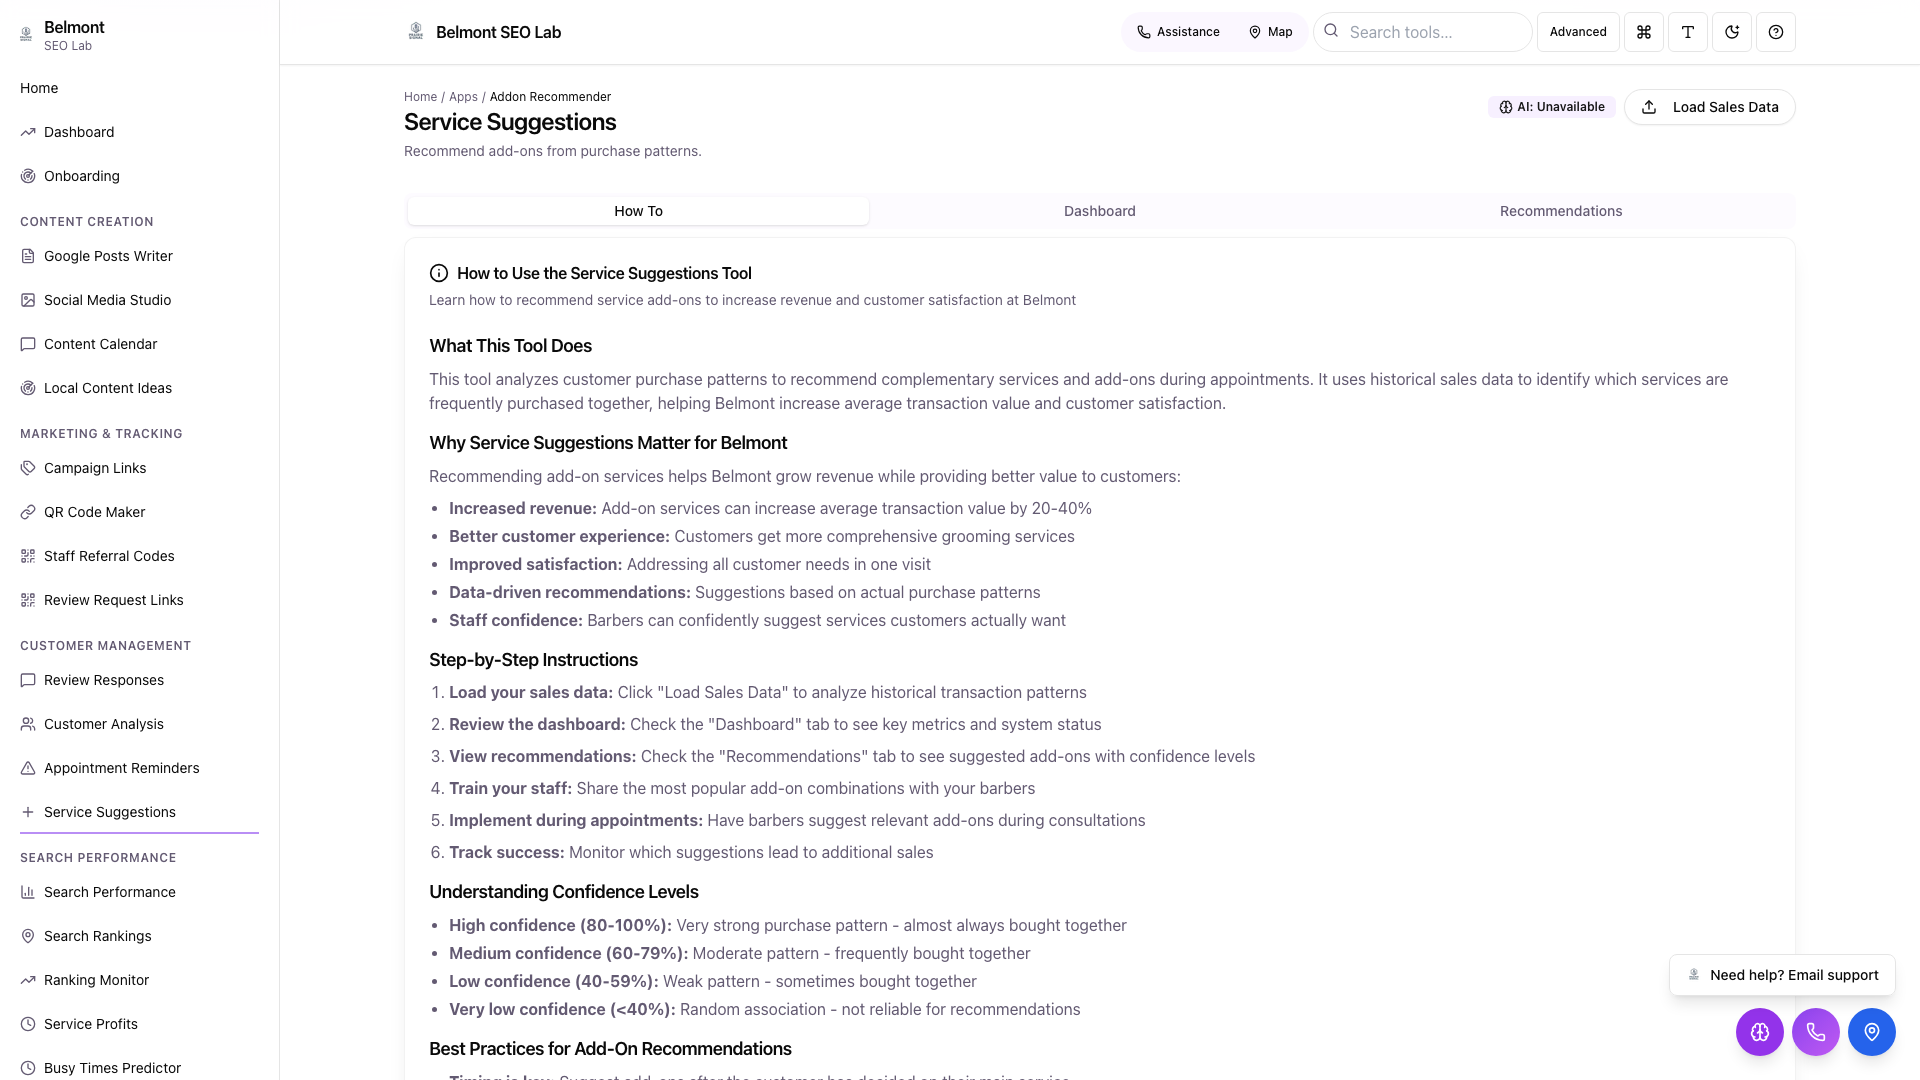 Belmont
SEO Lab
Home
Dashboard
Onboarding
CONTENT CREATION
Google Posts Writer
Social Media Studio
Content Calendar
Local Content Ideas
MARKETING & TRACKING
Campaign Links
QR Code Maker
Staff Referral Codes
Review Request Links
CUSTOMER MANAGEMENT
Review Responses
Customer Analysis
Appointment Reminders
Service Suggestions
SEARCH PERFORMANCE
Search Performance
Search Rankings
Ranking Monitor
Service Profits
Busy Times Predictor
Belmont SEO Lab
Assistance
Map
Search tools...
Advanced
Home / Apps / Addon Recommender
Service Suggestions
Recommend add-ons from purchase patterns.
AI: Unavailable
Load Sales Data
How To
Dashboard
Recommendations
How to Use the Service Suggestions Tool
Learn how to recommend service add-ons to increase revenue and customer satisfaction at Belmont
What This Tool Does
This tool analyzes customer purchase patterns to recommend complementary services and add-ons during appointments. It uses historical sales data to identify which services are
frequently purchased together, helping Belmont increase average transaction value and customer satisfaction.
Why Service Suggestions Matter for Belmont
Recommending add-on services helps Belmont grow revenue while providing better value to customers:
• Increased revenue: Add-on services can increase average transaction value by 20-40%
• Better customer experience: Customers get more comprehensive grooming services
• Improved satisfaction: Addressing all customer needs in one visit
• Data-driven recommendations: Suggestions based on actual purchase patterns
• Staff confidence: Barbers can confidently suggest services customers actually want
Step-by-Step Instructions
1. Load your sales data: Click "Load Sales Data" to analyze historical transaction patterns
2. Review the dashboard: Check the "Dashboard" tab to see key metrics and system status
3. View recommendations: Check the "Recommendations" tab to see suggested add-ons with confidence levels
4. Train your staff: Share the most popular add-on combinations with your barbers
5. Implement during appointments: Have barbers suggest relevant add-ons during consultations
6. Track success: Monitor which suggestions lead to additional sales
Understanding Confidence Levels
• High confidence (80-100%): Very strong purchase pattern - almost always bought together
• Medium confidence (60-79%): Moderate pattern - frequently bought together
• Low confidence (40-59%): Weak pattern - sometimes bought together
• Very low confidence (<40%): Random association - not reliable for recommendations
Best Practices for Add-On Recommendations
Timing is key: Suggest add-ons after the customer has decided on their main service
Need help? Email support